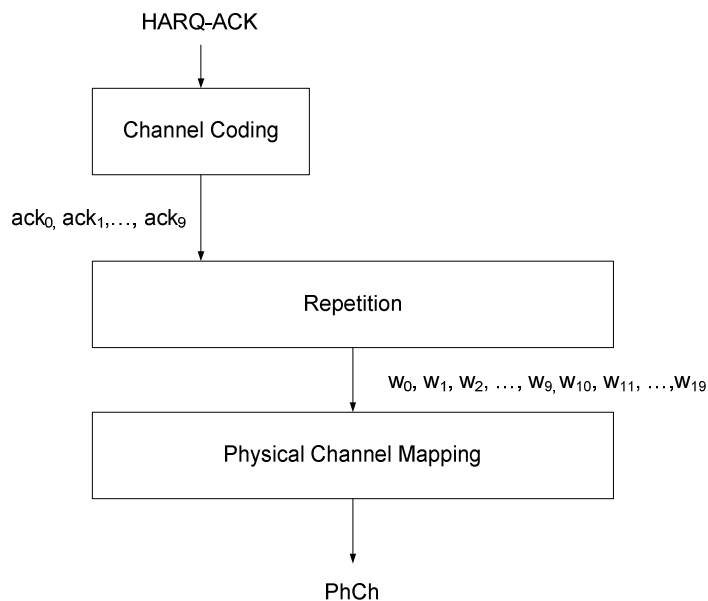 HARQ-ACK
Channel Coding
ack₀, ack₁,…, ack₉
Repetition
w₀, w₁, w₂, …, w₉, w₁₀, w₁₁, …,w₁₉
Physical Channel Mapping
PhCh